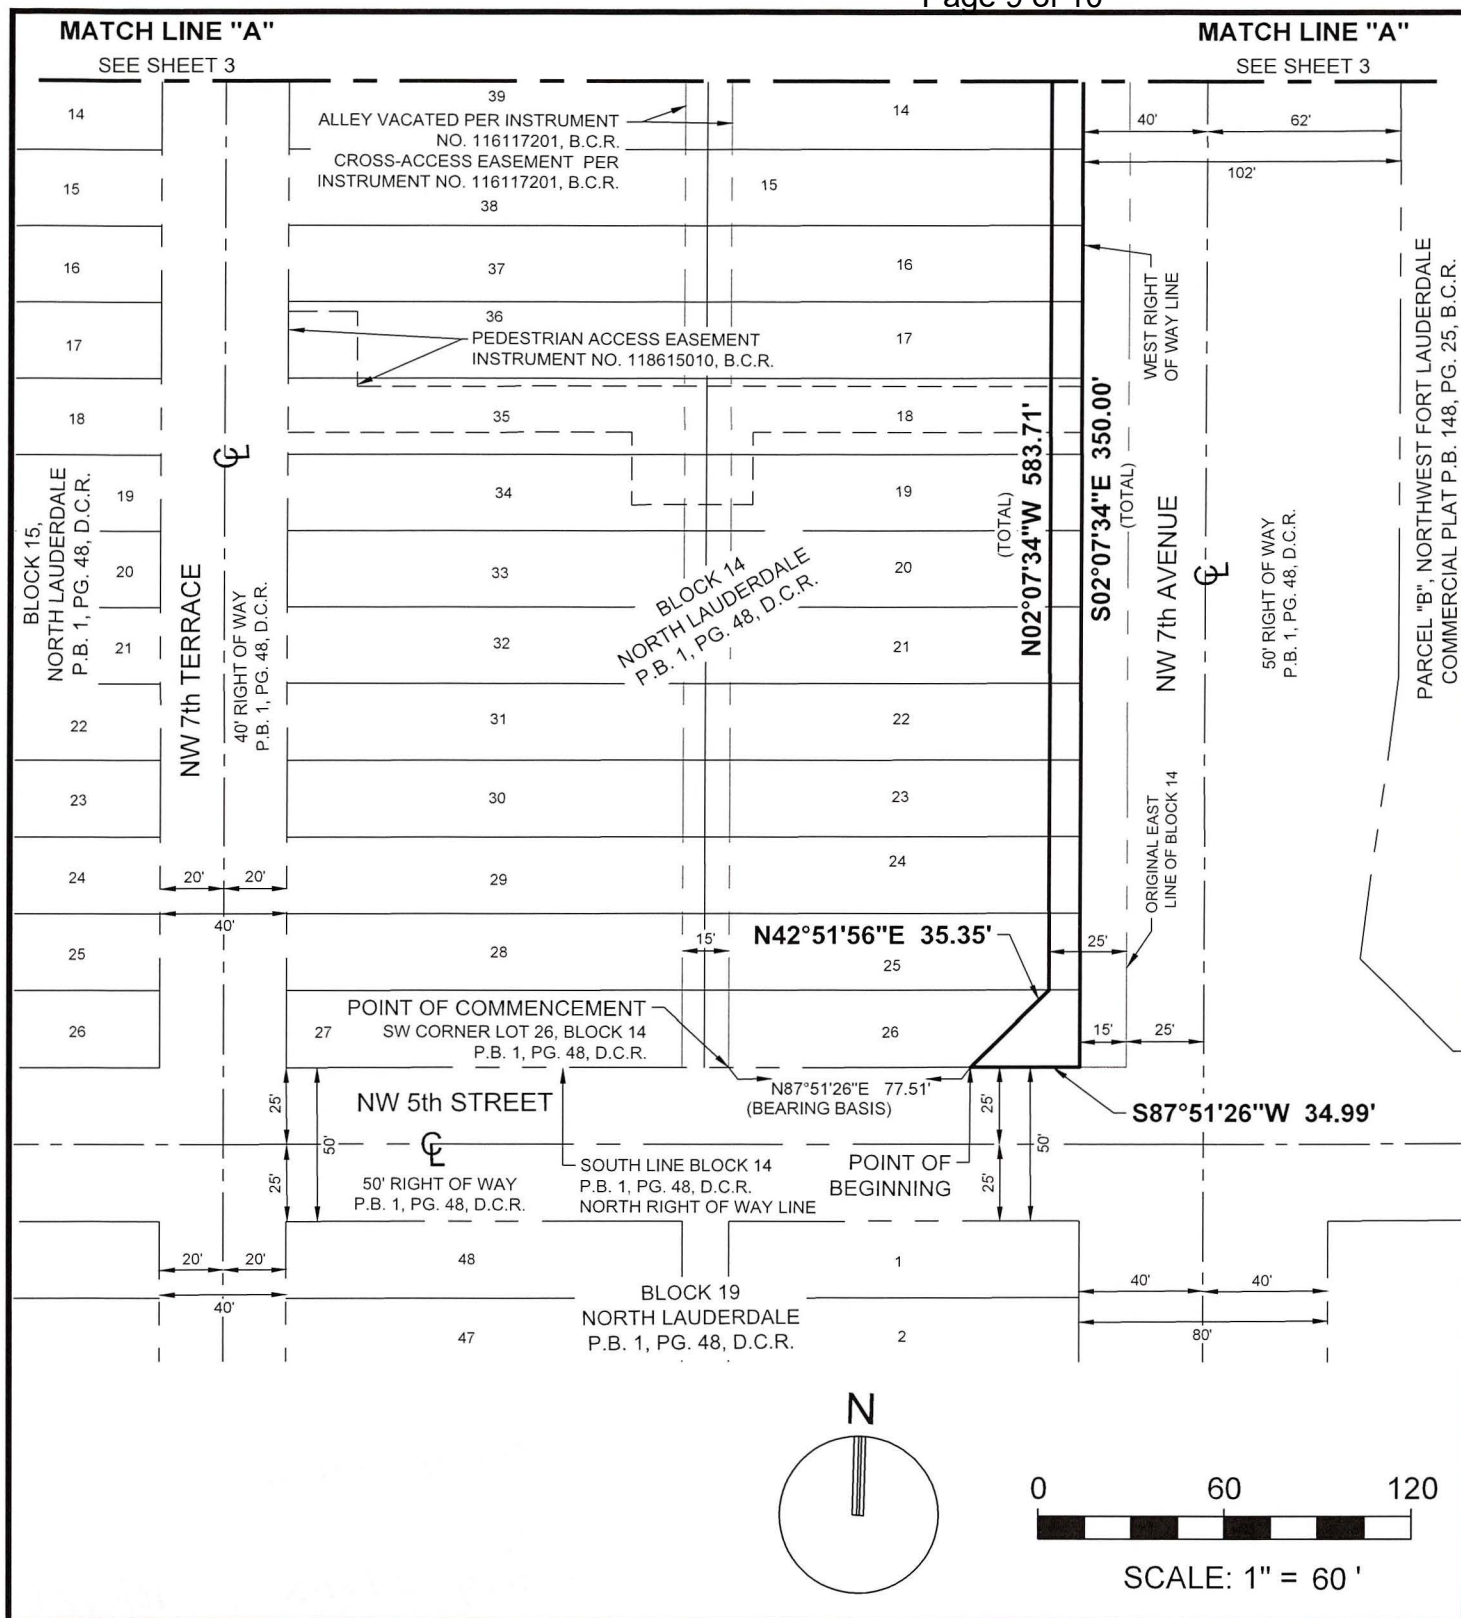 Page 9 of 10
MATCH LINE "A"
SEE SHEET 3
MATCH LINE "A"
SEE SHEET 3
14
39
ALLEY VACATED PER INSTRUMENT
NO. 116117201, B.C.R.
CROSS-ACCESS EASEMENT PER
INSTRUMENT NO. 116117201, B.C.R.
14
40'
62'
102'
15
38
15
16
37
16
WEST RIGHT
OF WAY LINE
PARCEL "B", NORTHWEST FORT LAUDERDALE
COMMERCIAL PLAT P.B. 148, PG. 25, B.C.R.
17
36
PEDESTRIAN ACCESS EASEMENT
INSTRUMENT NO. 118615010, B.C.R.
17
18
35
18
N02°07'34"W 583.71'
(TOTAL)
S02°07'34"E 350.00'
(TOTAL)
BLOCK 15,
NORTH LAUDERDALE
P.B. 1, PG. 48, D.C.R.
19
34
19
20
33
20
BLOCK 14
NORTH LAUDERDALE
P.B. 1, PG. 48, D.C.R.
NW 7th TERRACE
40' RIGHT OF WAY
P.B. 1, PG. 48, D.C.R.
NW 7th AVENUE
50' RIGHT OF WAY
P.B. 1, PG. 48, D.C.R.
21
32
21
22
31
22
23
30
23
ORIGINAL EAST
LINE OF BLOCK 14
24
20'
20'
29
24
40'
25
28
15'
N42°51'56"E 35.35'
25
25'
26
27
POINT OF COMMENCEMENT
SW CORNER LOT 26, BLOCK 14
P.B. 1, PG. 48, D.C.R.
26
15'
25'
N87°51'26"E 77.51'
(BEARING BASIS)
S87°51'26"W 34.99'
NW 5th STREET
25'
50'
25'
25'
50'
25'
50' RIGHT OF WAY
P.B. 1, PG. 48, D.C.R.
SOUTH LINE BLOCK 14
P.B. 1, PG. 48, D.C.R.
NORTH RIGHT OF WAY LINE
POINT OF
BEGINNING
20'
20'
40'
48
1
40'
40'
80'
BLOCK 19
NORTH LAUDERDALE
P.B. 1, PG. 48, D.C.R.
47
2
N
0 60 120
SCALE: 1" = 60 '